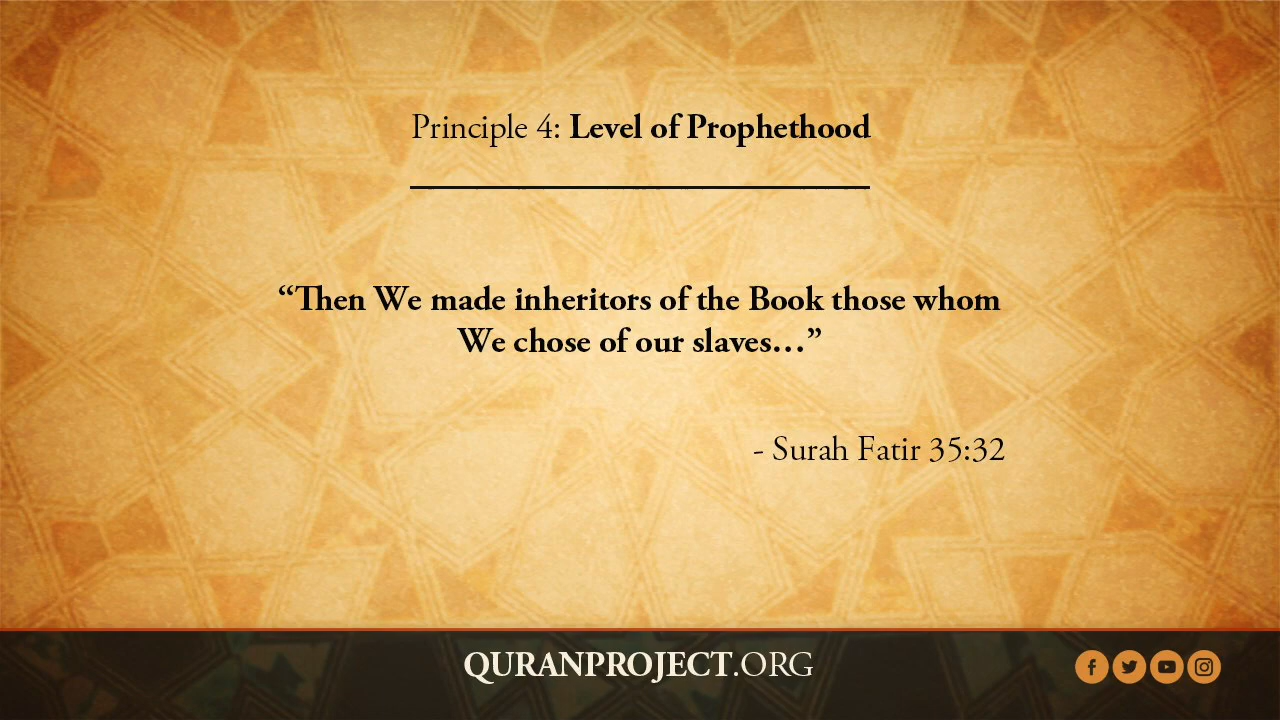 Principle 4: Level of Prophethood
“Then We made inheritors of the Book those whom
We chose of our slaves…”
- Surah Fatir 35:32
QURANPROJECT.ORG